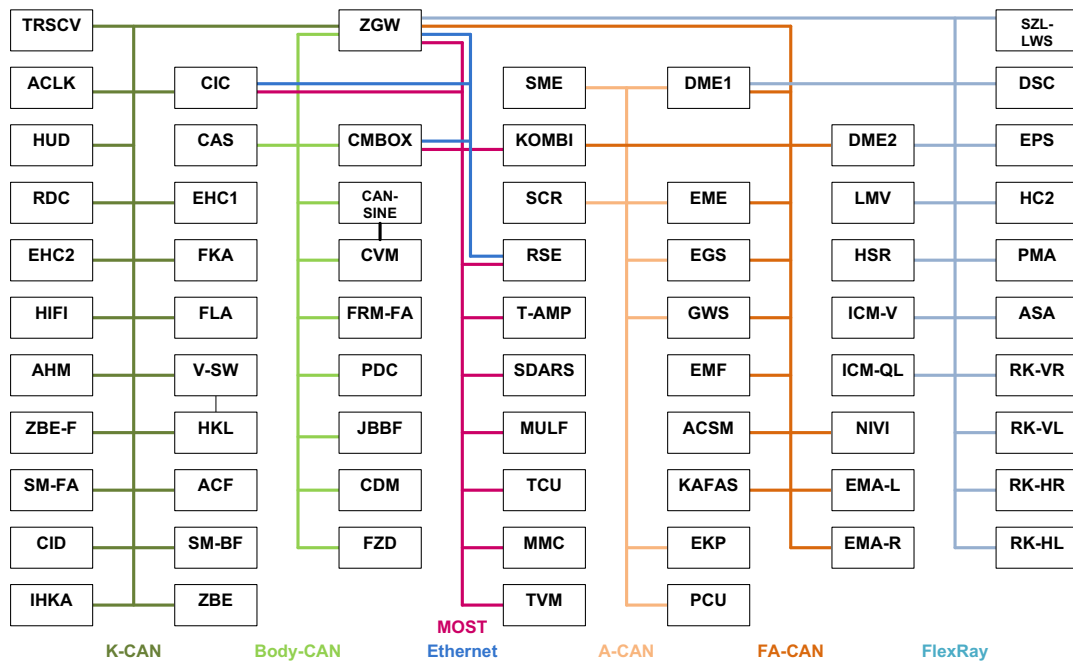 TRSCV
ZGW
SZL-
LWS
ACLK
CIC
SME
DME1
DSC
HUD
CAS
CMBOX
KOMBI
DME2
EPS
RDC
EHC1
CAN-
SINE
SCR
EME
LMV
HC2
EHC2
FKA
CVM
RSE
EGS
HSR
PMA
HIFI
FLA
FRM-FA
T-AMP
GWS
ICM-V
ASA
AHM
V-SW
PDC
SDARS
EMF
ICM-QL
RK-VR
ZBE-F
HKL
JBBF
MULF
ACSM
NIVI
RK-VL
SM-FA
ACF
CDM
TCU
KAFAS
EMA-L
RK-HR
CID
SM-BF
FZD
MMC
EKP
EMA-R
RK-HL
IHKA
ZBE
TVM
PCU
MOST
K-CAN
Body-CAN
Ethernet
A-CAN
FA-CAN
FlexRay